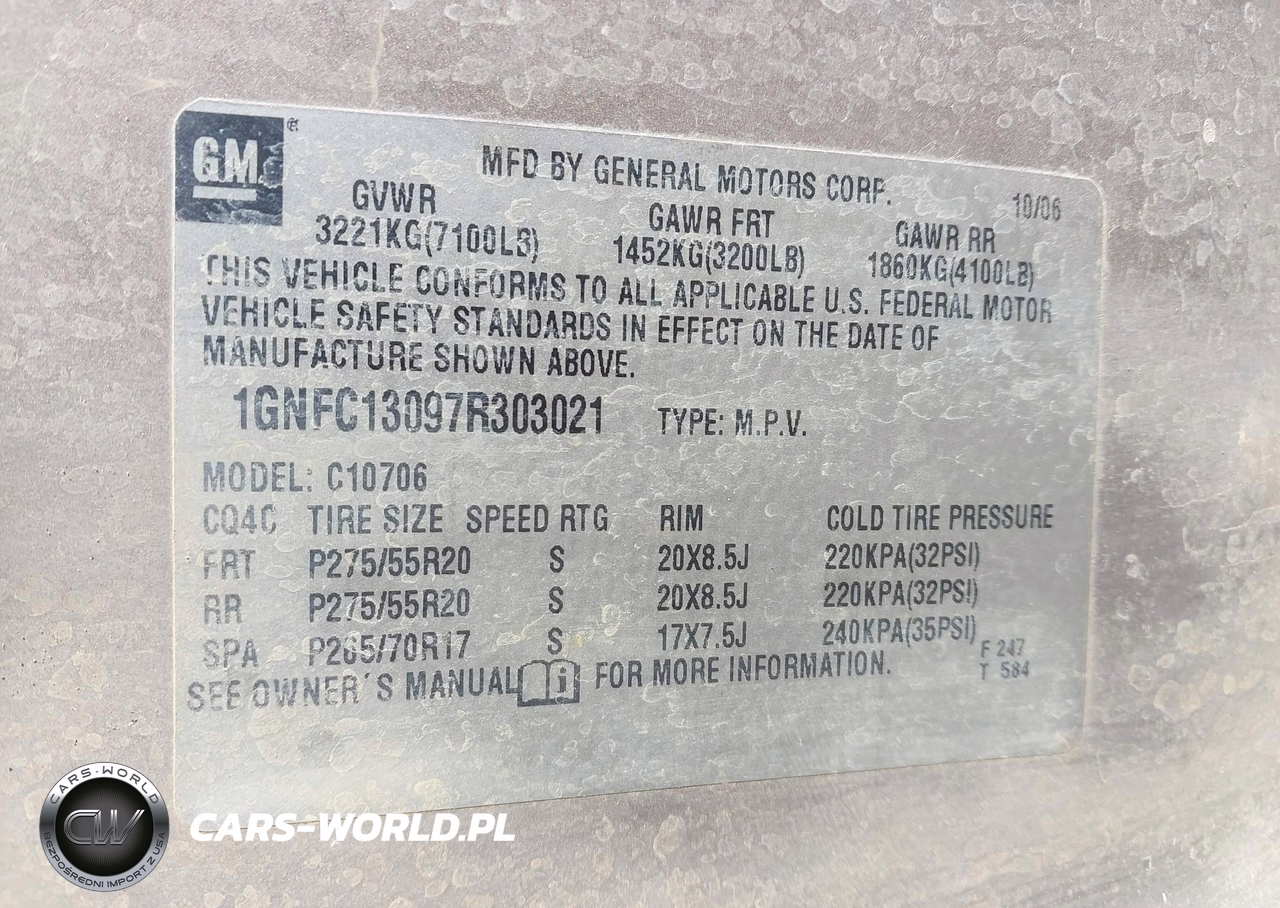 GM
MFD BY GENERAL MOTORS CORP.
10/06
GVWR GAWR FRT GAWR RR
3221KG(7100LB) 1452KG(3200LB) 1860KG(4100LB)
THIS VEHICLE CONFORMS TO ALL APPLICABLE U.S. FEDERAL MOTOR
VEHICLE SAFETY STANDARDS IN EFFECT ON THE DATE OF
MANUFACTURE SHOWN ABOVE.
1GNFC13097R303021 TYPE: M.P.V.
MODEL: C10706
CQ4C TIRE SIZE SPEED RTG RIM COLD TIRE PRESSURE
FRT P275/55R20 S 20X8.5J 220KPA(32PSI)
RR P275/55R20 S 20X8.5J 220KPA(32PSI)
SPA P265/70R17 S 17X7.5J 240KPA(35PSI)
F 247
T 584
SEE OWNER'S MANUAL i FOR MORE INFORMATION.
CARS-WORLD
CW
BEZPOŚREDNI IMPORT Z USA
CARS-WORLD.PL